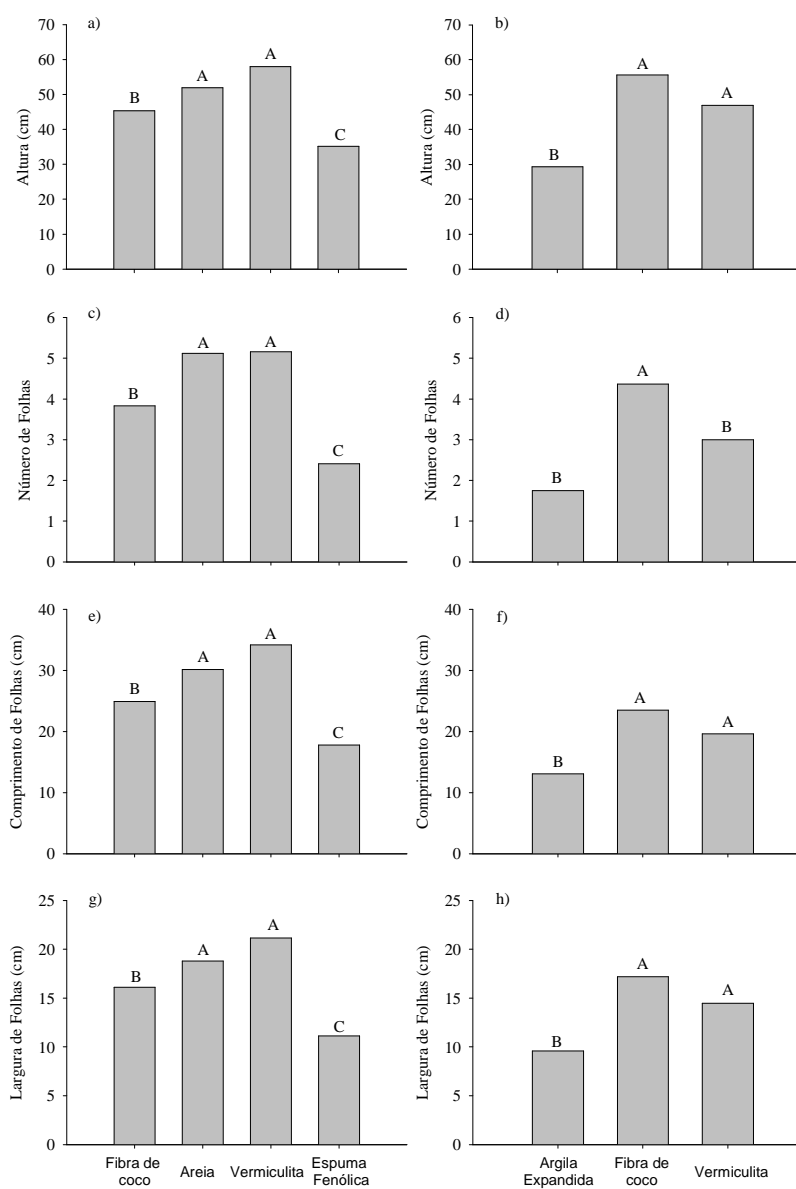 a)
Altura (cm)
70
60
50
40
30
20
10
0
B
A
A
C
b)
Altura (cm)
70
60
50
40
30
20
10
0
B
A
A
c)
Número de Folhas
6
5
4
3
2
1
0
B
A
A
C
d)
Número de Folhas
6
5
4
3
2
1
0
B
A
B
e)
Comprimento de Folhas (cm)
40
30
20
10
0
B
A
A
C
f)
Comprimento de Folhas (cm)
40
30
20
10
0
B
A
A
g)
Largura de Folhas (cm)
25
20
15
10
5
0
B
A
A
C
Fibra de
coco
Areia
Vermiculita
Espuma
Fenólica
h)
Largura de Folhas (cm)
25
20
15
10
5
0
B
A
A
Argila
Expandida
Fibra de
coco
Vermiculita